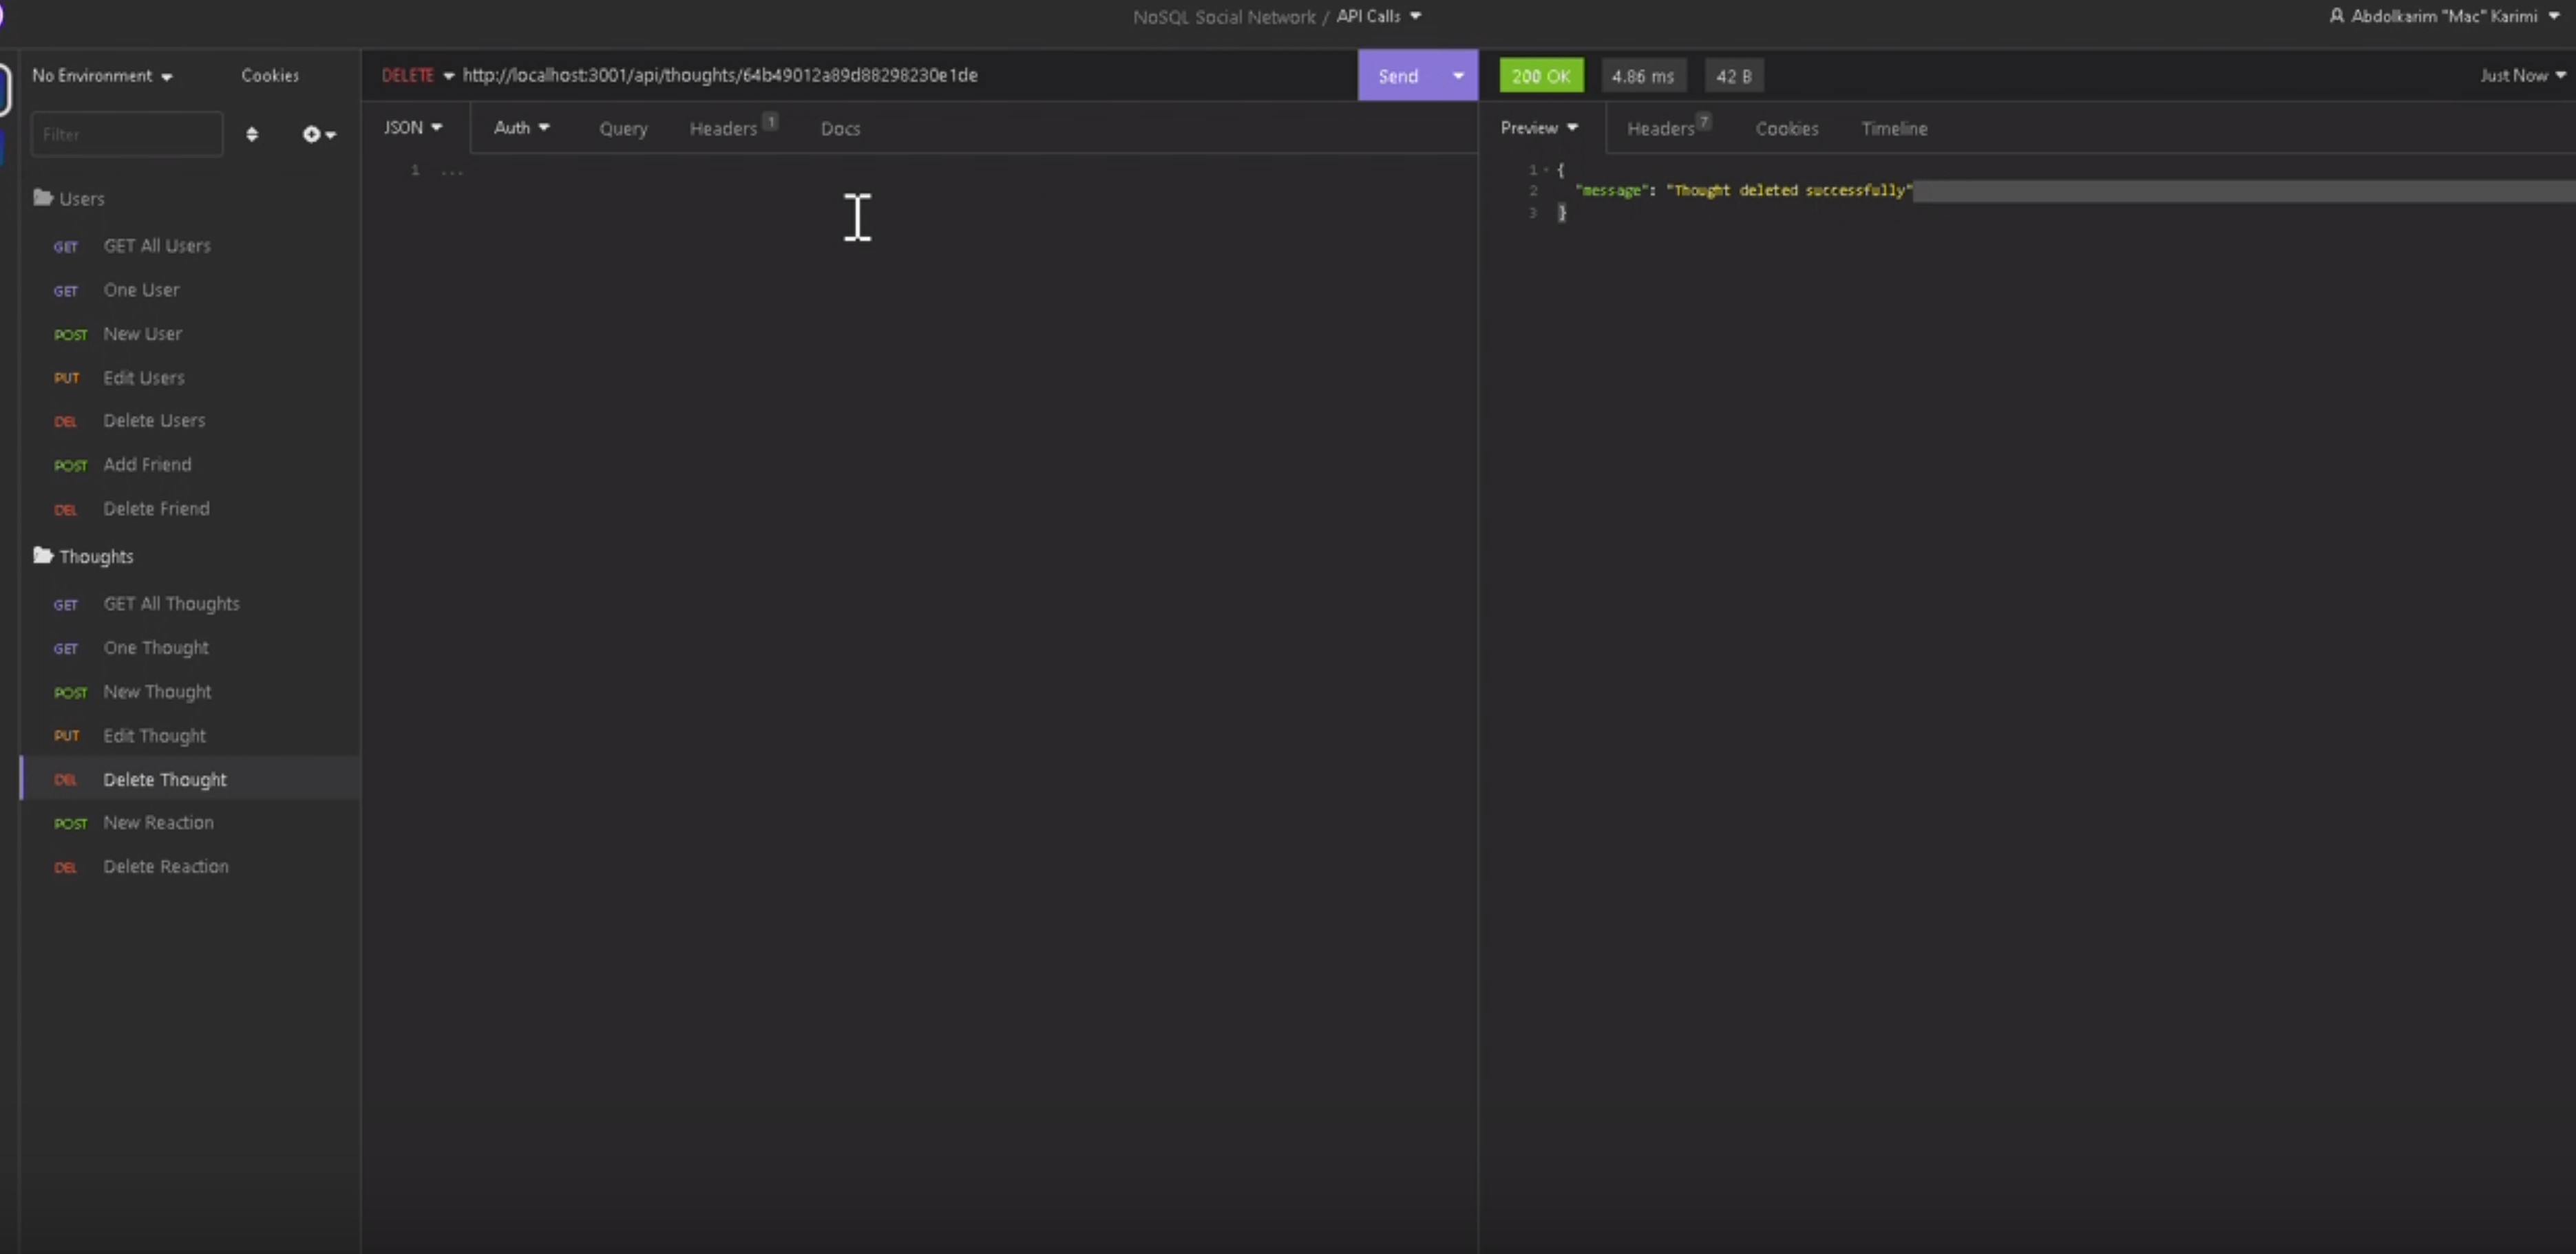 NoSQL Social Network / API Calls
Abdolkarim "Mac" Karimi
No Environment
Cookies
DELETE http://localhost:3001/api/thoughts/64b49012a89d88298230e1de
Send
200 OK
4.86 ms
42 B
Just Now
Filter
JSON
Auth
Query
Headers 1
Docs
Preview
Headers 7
Cookies
Timeline
1 ...
1 {
2 "message": "Thought deleted successfully"
3 }
Users
GET GET All Users
GET One User
POST New User
PUT Edit Users
DEL Delete Users
POST Add Friend
DEL Delete Friend
Thoughts
GET GET All Thoughts
GET One Thought
POST New Thought
PUT Edit Thought
DEL Delete Thought
POST New Reaction
DEL Delete Reaction